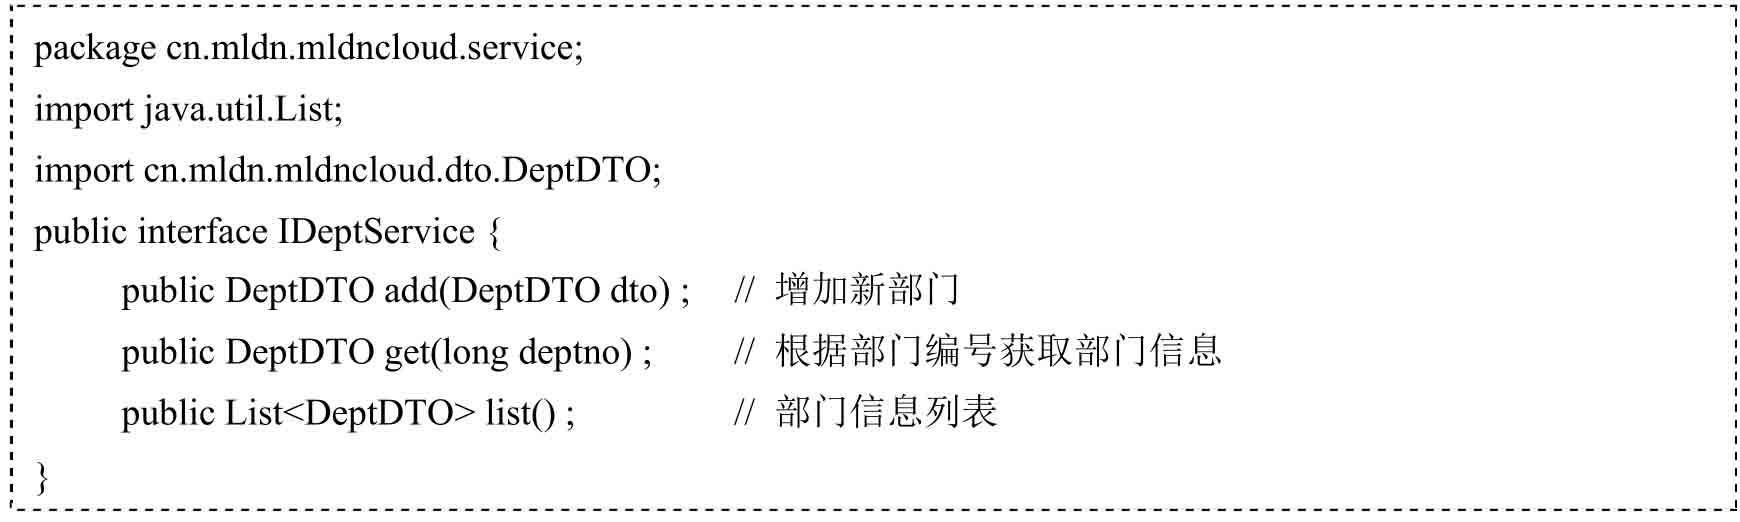 package cn.mldn.mldncloud.service;
import java.util.List;
import cn.mldn.mldncloud.dto.DeptDTO;
public interface IDeptService {
public DeptDTO add(DeptDTO dto) ; // 增加新部门
public DeptDTO get(long deptno) ; // 根据部门编号获取部门信息
public List<DeptDTO> list() ; // 部门信息列表
}